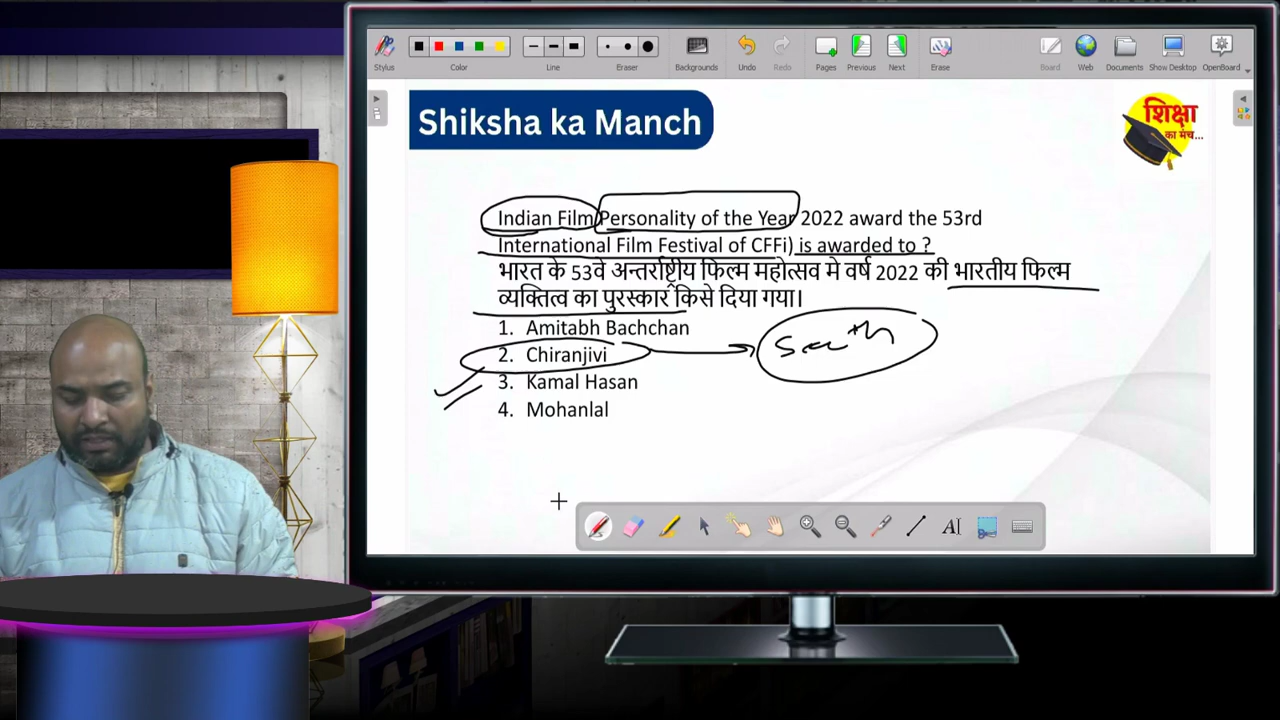 Stylus
Color
Line
Eraser
Backgrounds
Undo
Redo
Pages
Previous
Next
Erase
Board
Web
Documents
Show Desktop
OpenBoard
Shiksha ka Manch
शिक्षा
का मंच...
Indian Film Personality of the Year 2022 award the 53rd
International Film Festival of CFFi) is awarded to ?
भारत के 53वे अन्तर्राष्ट्रीय फिल्म महोत्सव मे वर्ष 2022 की भारतीय फिल्म
व्यक्तित्व का पुरस्कार किसे दिया गया।
1. Amitabh Bachchan
2. Chiranjivi
South
3. Kamal Hasan
4. Mohanlal
AI